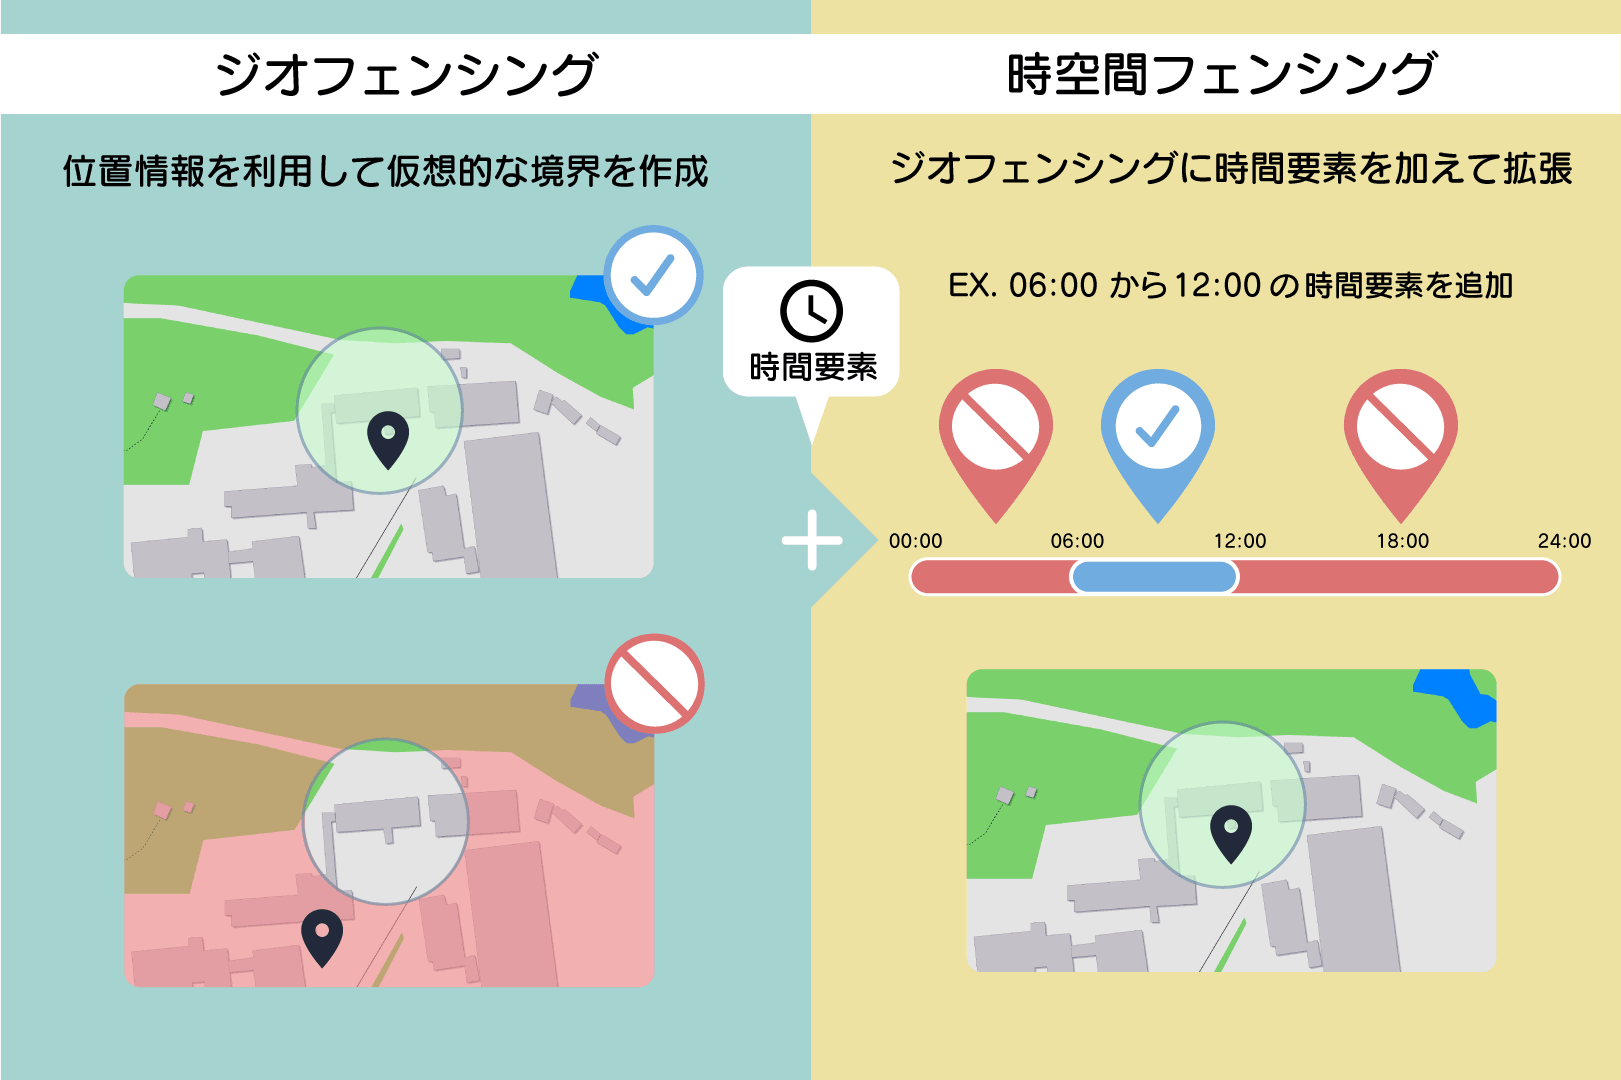 ジオフェンシング
位置情報を利用して仮想的な境界を作成
時間要素
時空間フェンシング
ジオフェンシングに時間要素を加えて拡張
EX. 06:00 から12:00 の時間要素を追加
00:00 06:00 12:00 18:00 24:00